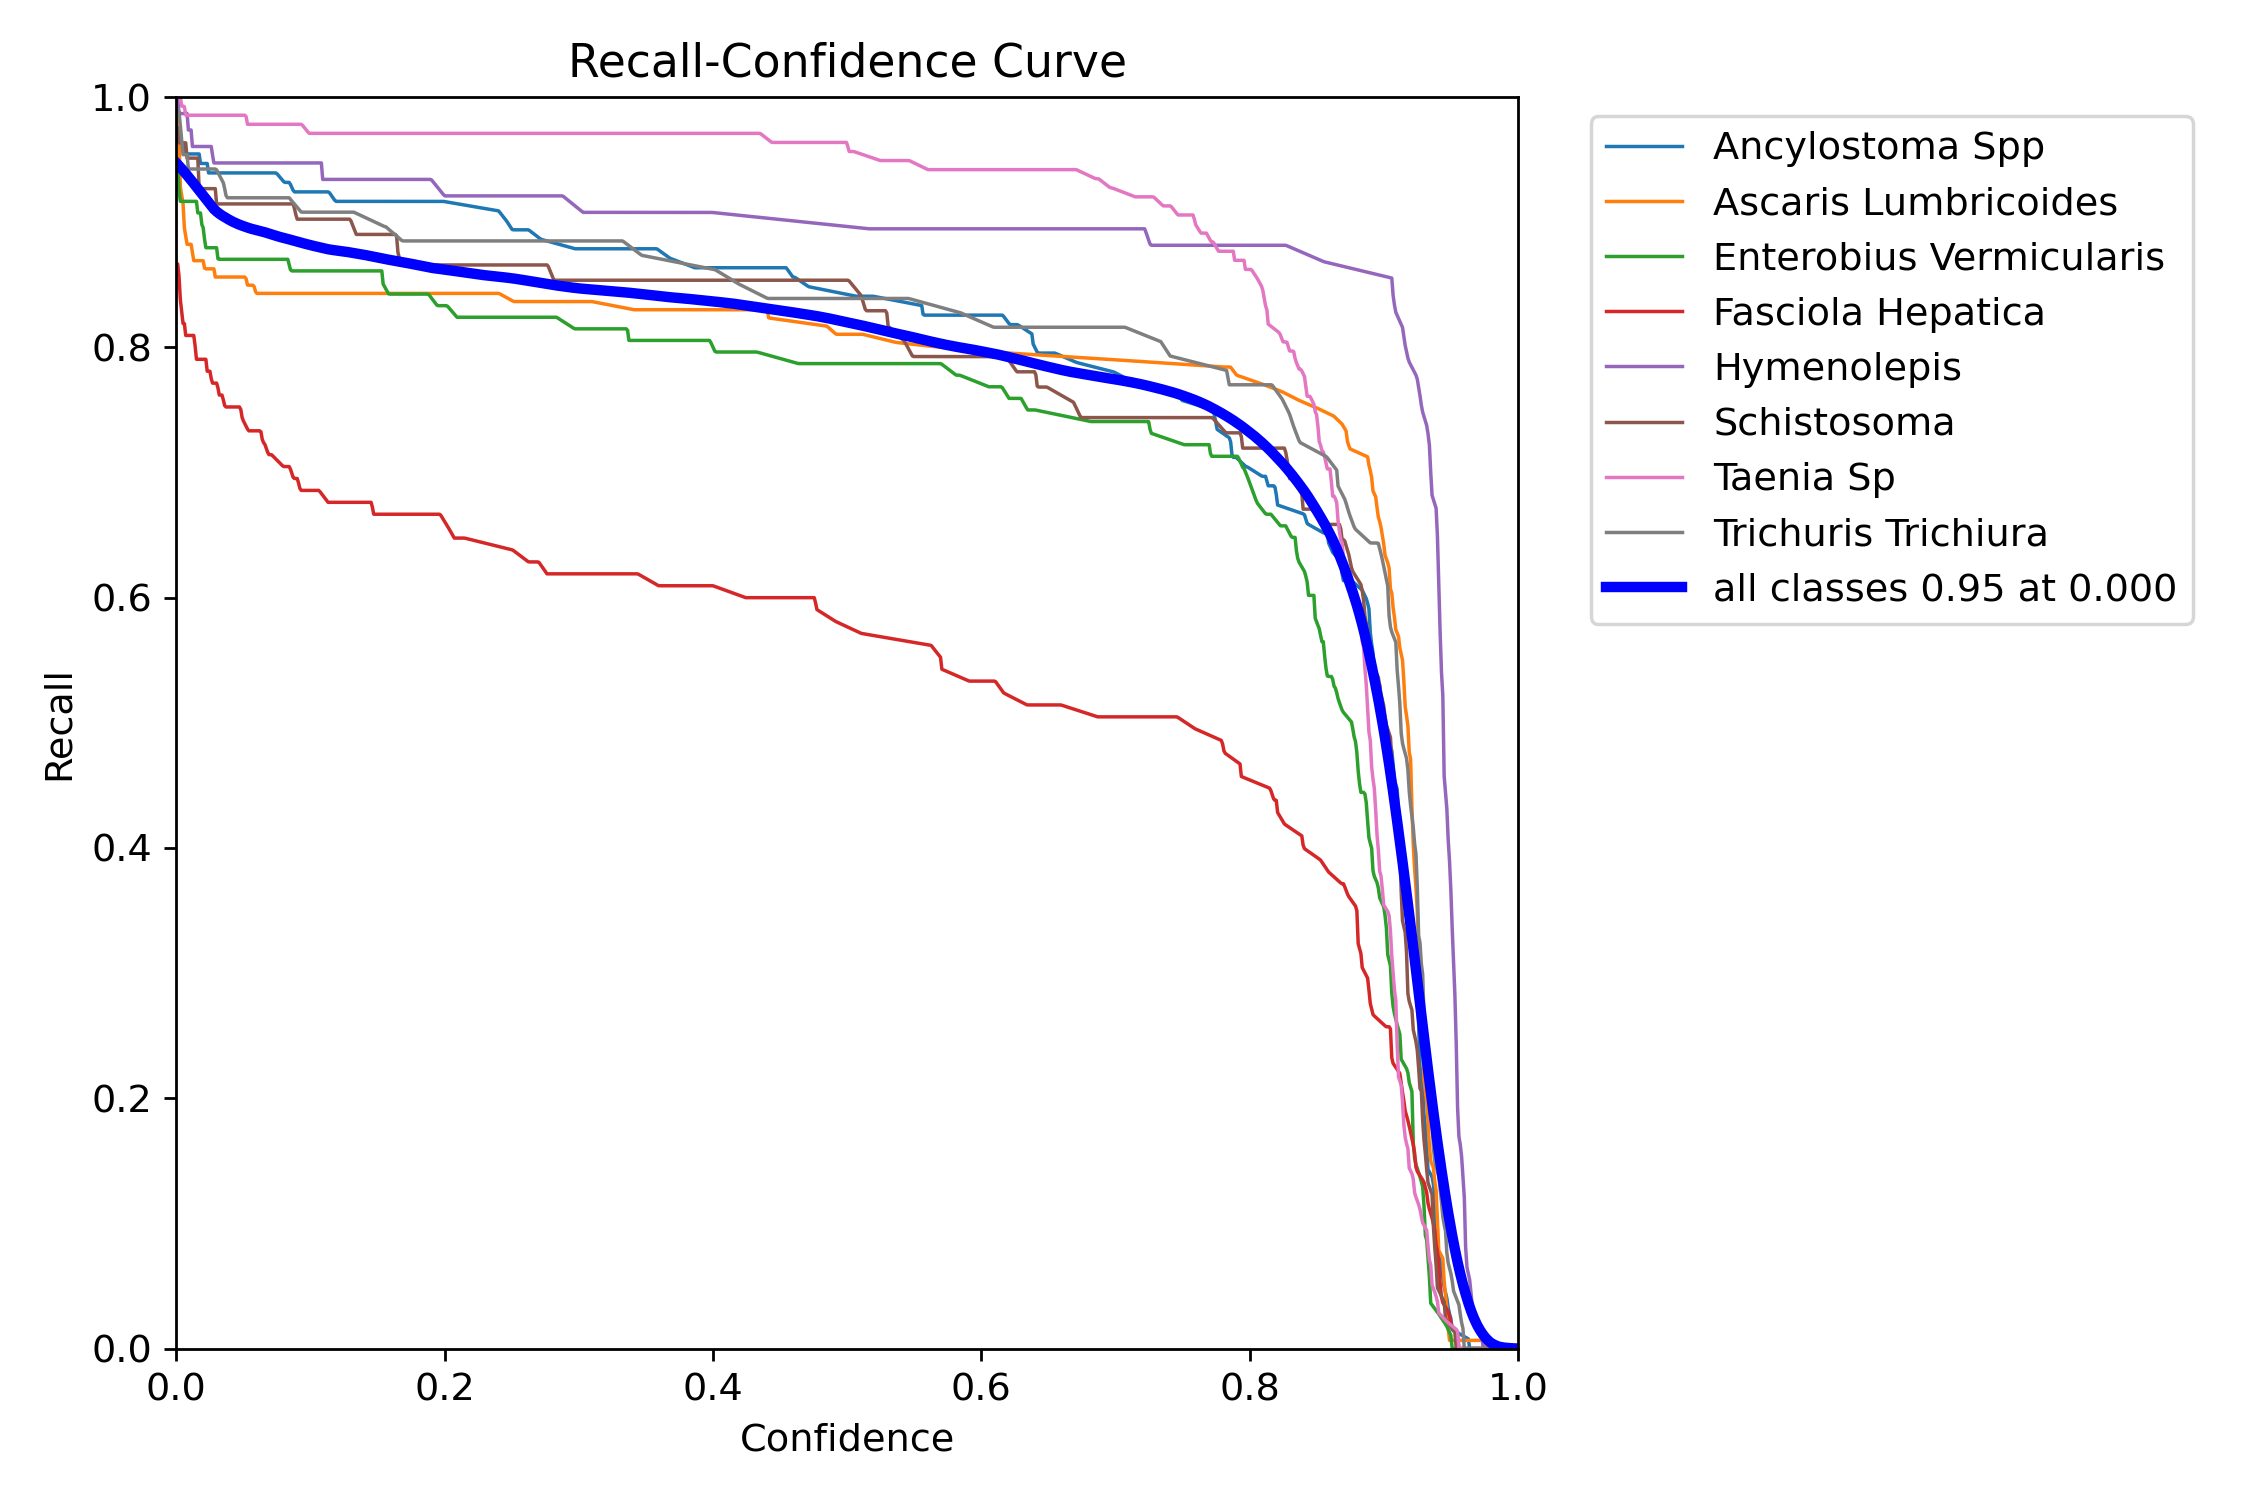 Recall-Confidence Curve
1.0
0.8
0.6
0.4
0.2
0.0
Recall
0.0 0.2 0.4 0.6 0.8 1.0
Confidence
Ancylostoma Spp
Ascaris Lumbricoides
Enterobius Vermicularis
Fasciola Hepatica
Hymenolepis
Schistosoma
Taenia Sp
Trichuris Trichiura
all classes 0.95 at 0.000